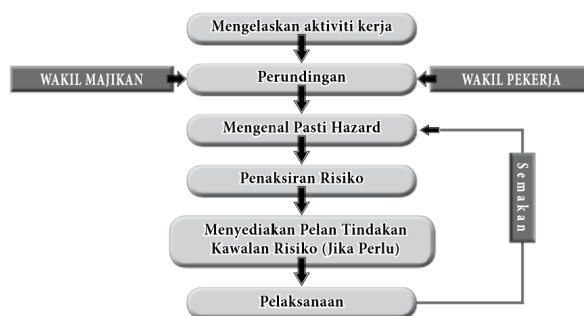 Mengelaskan aktiviti kerja
WAKIL MAJIKAN
Perundingan
WAKIL PEKERJA
Mengenal Pasti Hazard
Penaksiran Risiko
Semakan
Menyediakan Pelan Tindakan
Kawalan Risiko (Jika Perlu)
Pelaksanaan